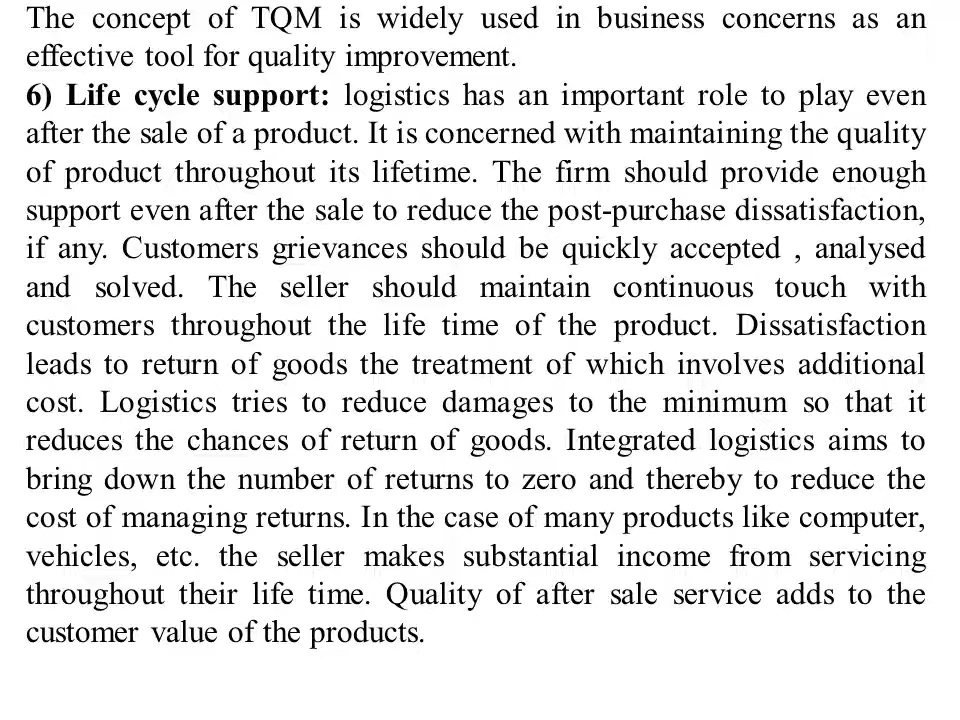 The concept of TQM is widely used in business concerns as an
effective tool for quality improvement.
6) Life cycle support: logistics has an important role to play even
after the sale of a product. It is concerned with maintaining the quality
of product throughout its lifetime. The firm should provide enough
support even after the sale to reduce the post-purchase dissatisfaction,
if any. Customers grievances should be quickly accepted , analysed
and solved. The seller should maintain continuous touch with
customers throughout the life time of the product. Dissatisfaction
leads to return of goods the treatment of which involves additional
cost. Logistics tries to reduce damages to the minimum so that it
reduces the chances of return of goods. Integrated logistics aims to
bring down the number of returns to zero and thereby to reduce the
cost of managing returns. In the case of many products like computer,
vehicles, etc. the seller makes substantial income from servicing
throughout their life time. Quality of after sale service adds to the
customer value of the products.